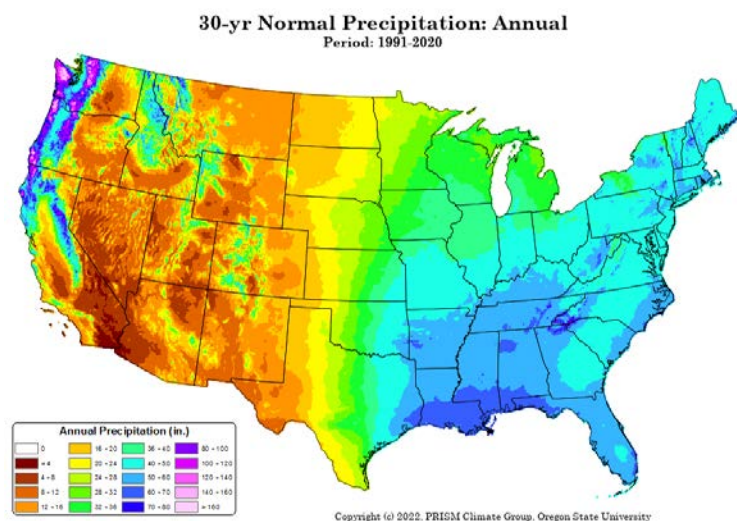 30-yr Normal Precipitation: Annual
Period: 1991-2020
Annual Precipitation (in.)
0 16 - 20 36 - 40 80 - 100
< 4 20 - 24 40 - 50 100 - 120
4 - 8 24 - 28 50 - 60 120 - 140
8 - 12 28 - 32 60 - 70 140 - 160
12 - 16 32 - 36 70 - 80 > 160
Copyright (c) 2022, PRISM Climate Group, Oregon State University